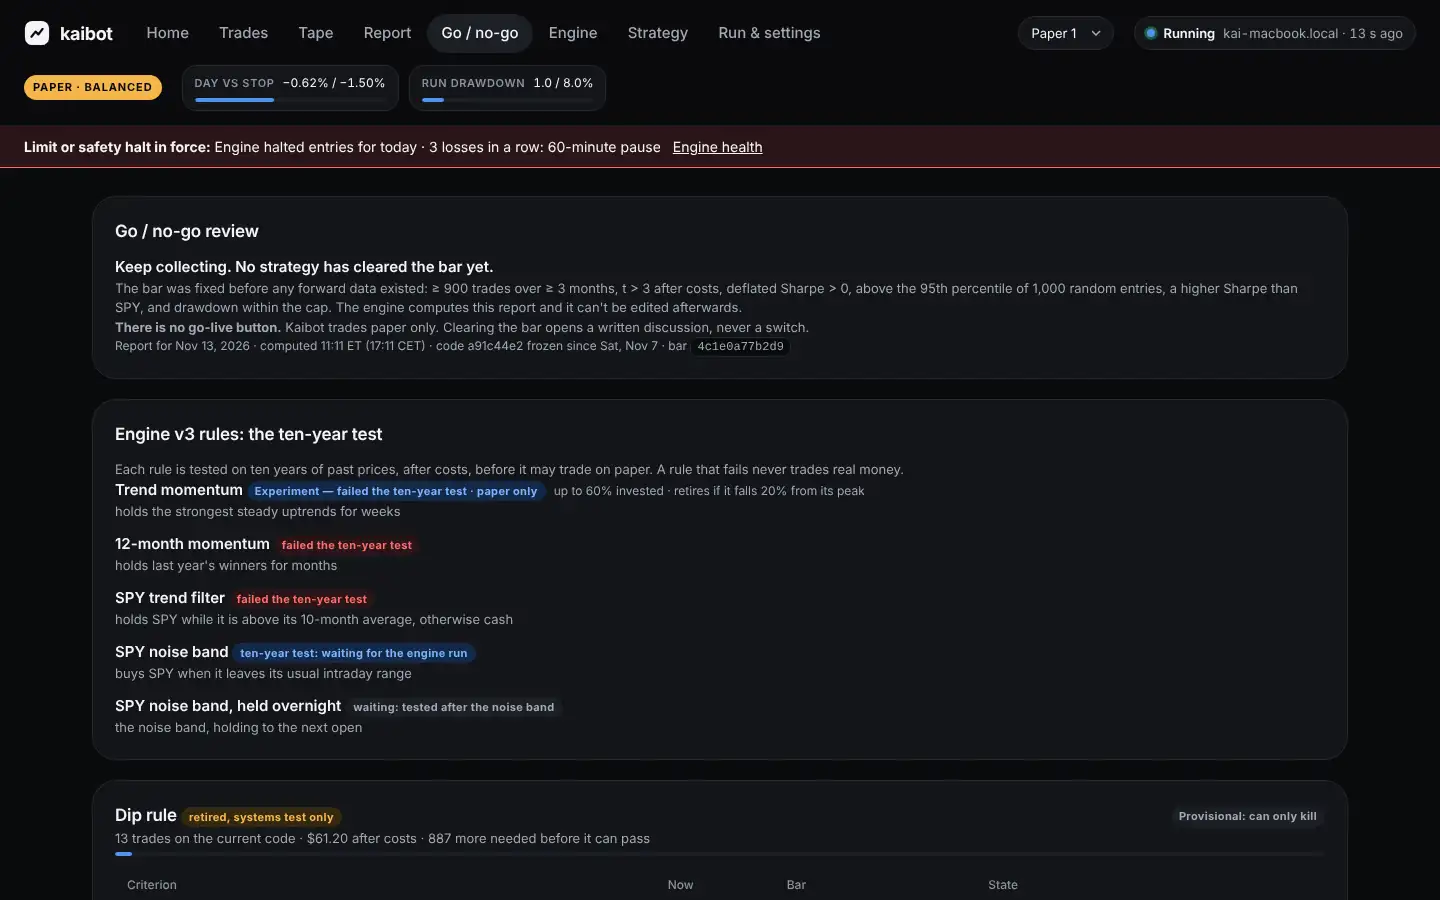 kaibot Home Trades Tape Report Go / no-go Engine Strategy Run & settings Paper 1 Running kai-macbook.local · 13 s ago
PAPER · BALANCED DAY VS STOP −0.62% / −1.50% RUN DRAWDOWN 1.0 / 8.0%
Limit or safety halt in force: Engine halted entries for today · 3 losses in a row: 60-minute pause Engine health
Go / no-go review
Keep collecting. No strategy has cleared the bar yet.
The bar was fixed before any forward data existed: ≥ 900 trades over ≥ 3 months, t > 3 after costs, deflated Sharpe > 0, above the 95th percentile of 1,000 random entries, a higher Sharpe than
SPY, and drawdown within the cap. The engine computes this report and it can't be edited afterwards.
There is no go-live button. Kaibot trades paper only. Clearing the bar opens a written discussion, never a switch.
Report for Nov 13, 2026 · computed 11:11 ET (17:11 CET) · code a91c44e2 frozen since Sat, Nov 7 · bar 4c1e0a77b2d9
Engine v3 rules: the ten-year test
Each rule is tested on ten years of past prices, after costs, before it may trade on paper. A rule that fails never trades real money.
Trend momentum Experiment — failed the ten-year test · paper only up to 60% invested · retires if it falls 20% from its peak
holds the strongest steady uptrends for weeks
12-month momentum failed the ten-year test
holds last year's winners for months
SPY trend filter failed the ten-year test
holds SPY while it is above its 10-month average, otherwise cash
SPY noise band ten-year test: waiting for the engine run
buys SPY when it leaves its usual intraday range
SPY noise band, held overnight waiting: tested after the noise band
the noise band, holding to the next open
Dip rule retired, systems test only Provisional: can only kill
13 trades on the current code · $61.20 after costs · 887 more needed before it can pass
Criterion Now Bar State